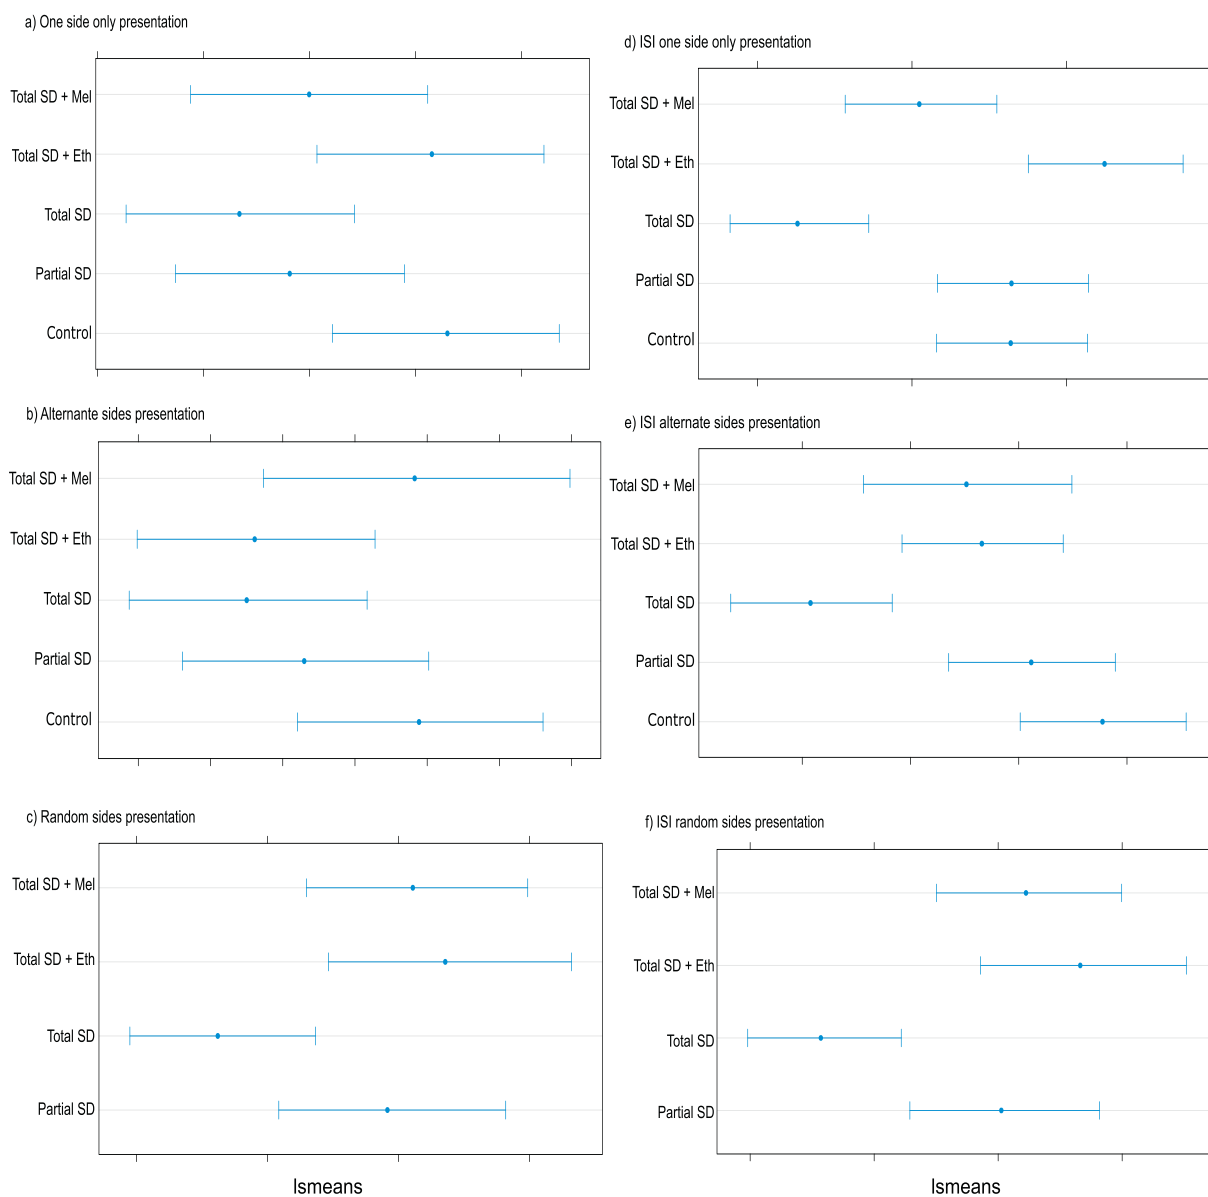 a) One side only presentation
Total SD + Mel
Total SD + Eth
Total SD
Partial SD
Control
b) Alternante sides presentation
Total SD + Mel
Total SD + Eth
Total SD
Partial SD
Control
c) Random sides presentation
Total SD + Mel
Total SD + Eth
Total SD
Partial SD
lsmeans
d) ISI one side only presentation
Total SD + Mel
Total SD + Eth
Total SD
Partial SD
Control
e) ISI alternate sides presentation
Total SD + Mel
Total SD + Eth
Total SD
Partial SD
Control
f) ISI random sides presentation
Total SD + Mel
Total SD + Eth
Total SD
Partial SD
lsmeans